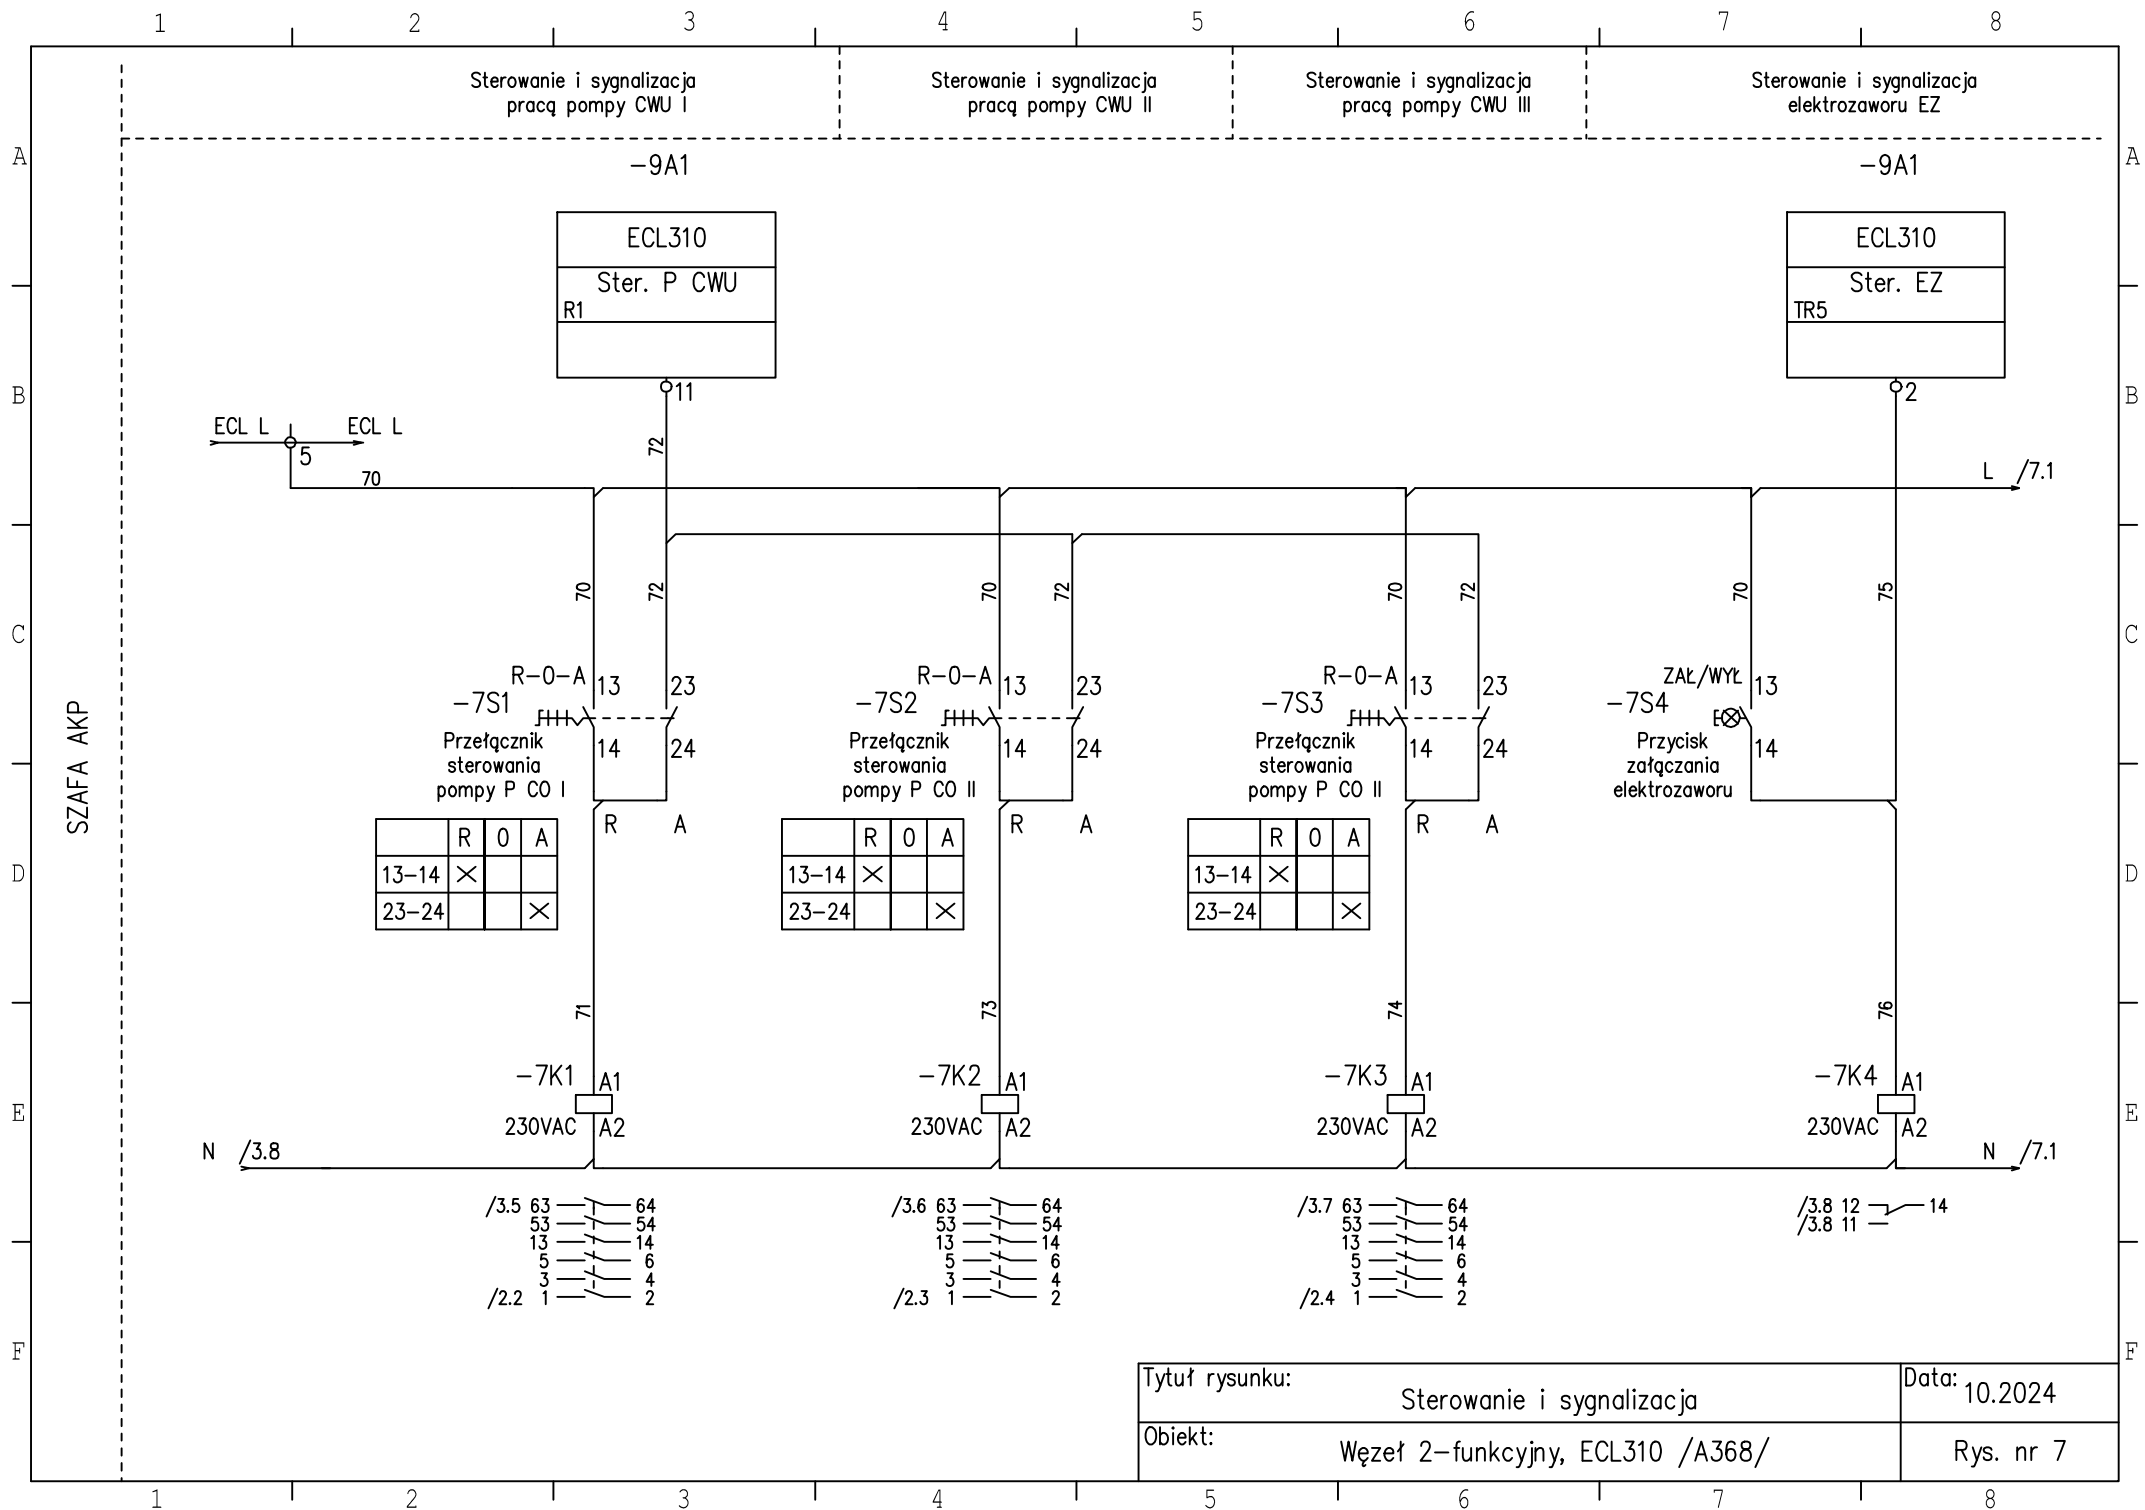 1 2 3 4 5 6 7 8
Sterowanie i sygnalizacja
pracą pompy CWU I
Sterowanie i sygnalizacja
pracą pompy CWU II
Sterowanie i sygnalizacja
pracą pompy CWU III
Sterowanie i sygnalizacja
elektrozaworu EZ
A A
-9A1 -9A1
ECL310
Ster. P CWU
R1
11
ECL310
Ster. EZ
TR5
2
B B
ECL L ECL L
5
72
70
L /7.1
70 72 70 72 70 72 70 75
C C
SZAFA AKP
R-0-A 13 23
-7S1
14 24
Przełącznik
sterowania
pompy P CO I
R A
R-0-A 13 23
-7S2
14 24
Przełącznik
sterowania
pompy P CO II
R A
R-0-A 13 23
-7S3
14 24
Przełącznik
sterowania
pompy P CO II
R A
ZAŁ/WYŁ 13
-7S4
14
Przycisk
załączania
elektrozaworu
R 0 A
13-14 X
23-24 X
R 0 A
13-14 X
23-24 X
R 0 A
13-14 X
23-24 X
D D
71 73 74 76
-7K1 A1
230VAC A2
-7K2 A1
230VAC A2
-7K3 A1
230VAC A2
-7K4 A1
230VAC A2
E E
N /3.8
N /7.1
/3.5 63 64
53 54
13 14
5 6
3 4
/2.2 1 2
/3.6 63 64
53 54
13 14
5 6
3 4
/2.3 1 2
/3.7 63 64
53 54
13 14
5 6
3 4
/2.4 1 2
/3.8 12 14
/3.8 11
F F
Tytuł rysunku:
Sterowanie i sygnalizacja
Data: 10.2024
Obiekt:
Węzeł 2-funkcyjny, ECL310 /A368/
Rys. nr 7
1 2 3 4 5 6 7 8